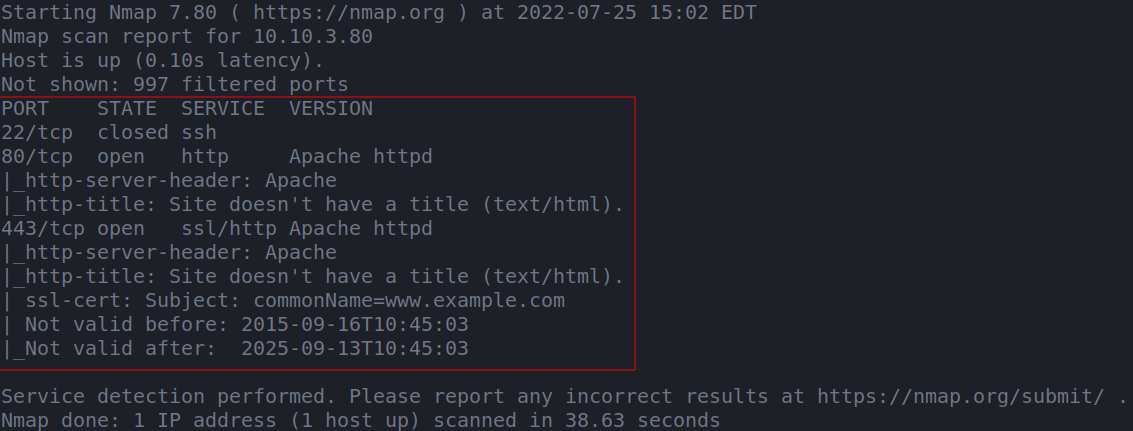 Starting Nmap 7.80 ( https://nmap.org ) at 2022-07-25 15:02 EDT
Nmap scan report for 10.10.3.80
Host is up (0.10s latency).
Not shown: 997 filtered ports
PORT    STATE  SERVICE  VERSION
22/tcp  closed ssh
80/tcp  open   http     Apache httpd
|_http-server-header: Apache
|_http-title: Site doesn't have a title (text/html).
443/tcp open   ssl/http Apache httpd
|_http-server-header: Apache
|_http-title: Site doesn't have a title (text/html).
| ssl-cert: Subject: commonName=www.example.com
| Not valid before: 2015-09-16T10:45:03
|_Not valid after:  2025-09-13T10:45:03
Service detection performed. Please report any incorrect results at https://nmap.org/submit/ .
Nmap done: 1 IP address (1 host up) scanned in 38.63 seconds